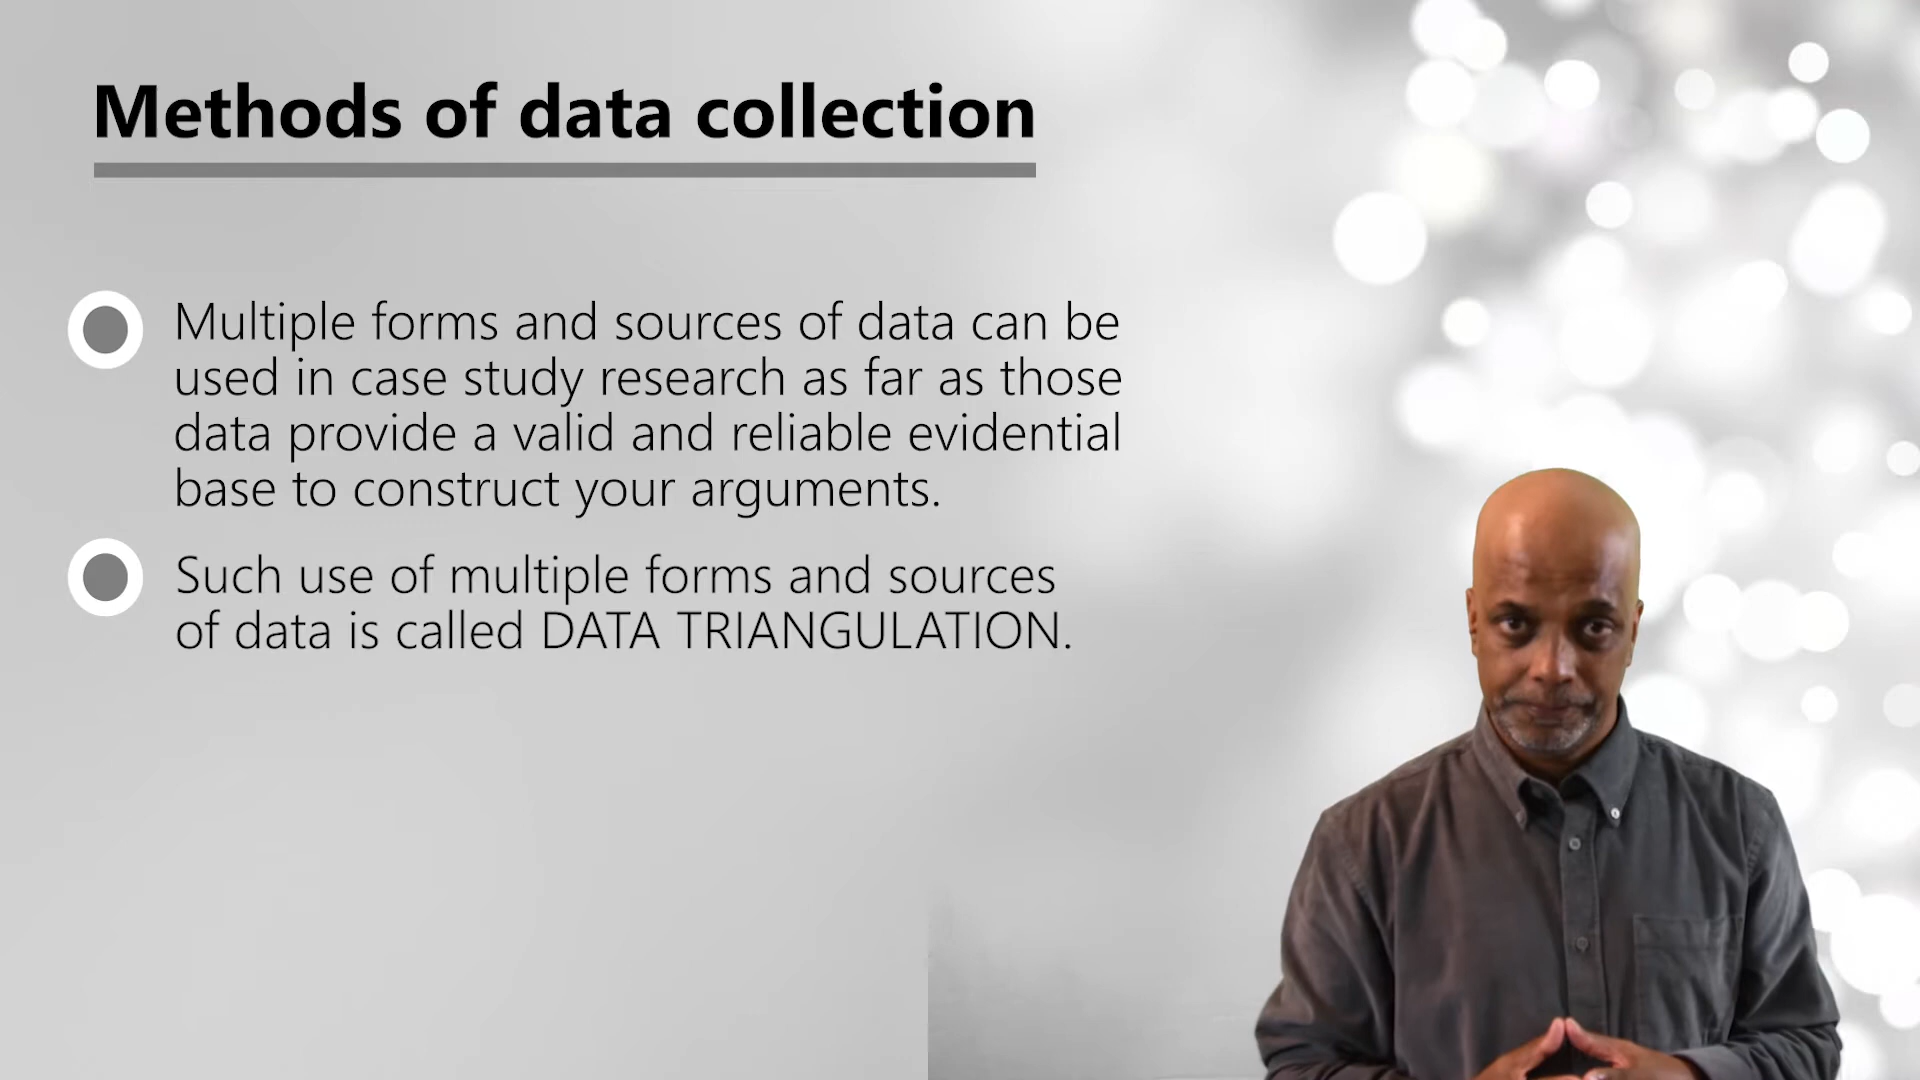 Methods of data collection
Multiple forms and sources of data can be
used in case study research as far as those
data provide a valid and reliable evidential
base to construct your arguments.
Such use of multiple forms and sources
of data is called DATA TRIANGULATION.